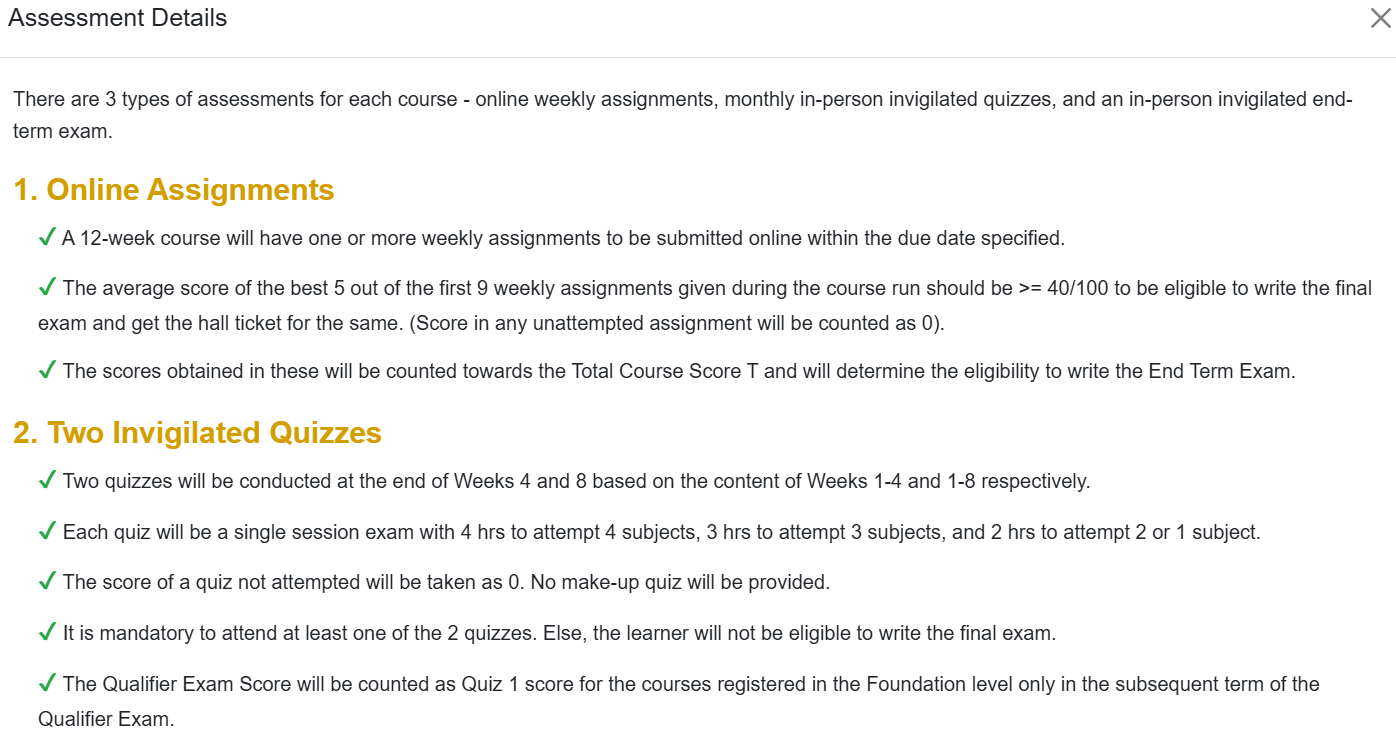 Assessment Details
There are 3 types of assessments for each course - online weekly assignments, monthly in-person invigilated quizzes, and an in-person invigilated end-
term exam.
1. Online Assignments
✓ A 12-week course will have one or more weekly assignments to be submitted online within the due date specified.
✓ The average score of the best 5 out of the first 9 weekly assignments given during the course run should be >= 40/100 to be eligible to write the final
exam and get the hall ticket for the same. (Score in any unattempted assignment will be counted as 0).
✓ The scores obtained in these will be counted towards the Total Course Score T and will determine the eligibility to write the End Term Exam.
2. Two Invigilated Quizzes
✓ Two quizzes will be conducted at the end of Weeks 4 and 8 based on the content of Weeks 1-4 and 1-8 respectively.
✓ Each quiz will be a single session exam with 4 hrs to attempt 4 subjects, 3 hrs to attempt 3 subjects, and 2 hrs to attempt 2 or 1 subject.
✓ The score of a quiz not attempted will be taken as 0. No make-up quiz will be provided.
✓ It is mandatory to attend at least one of the 2 quizzes. Else, the learner will not be eligible to write the final exam.
✓ The Qualifier Exam Score will be counted as Quiz 1 score for the courses registered in the Foundation level only in the subsequent term of the
Qualifier Exam.